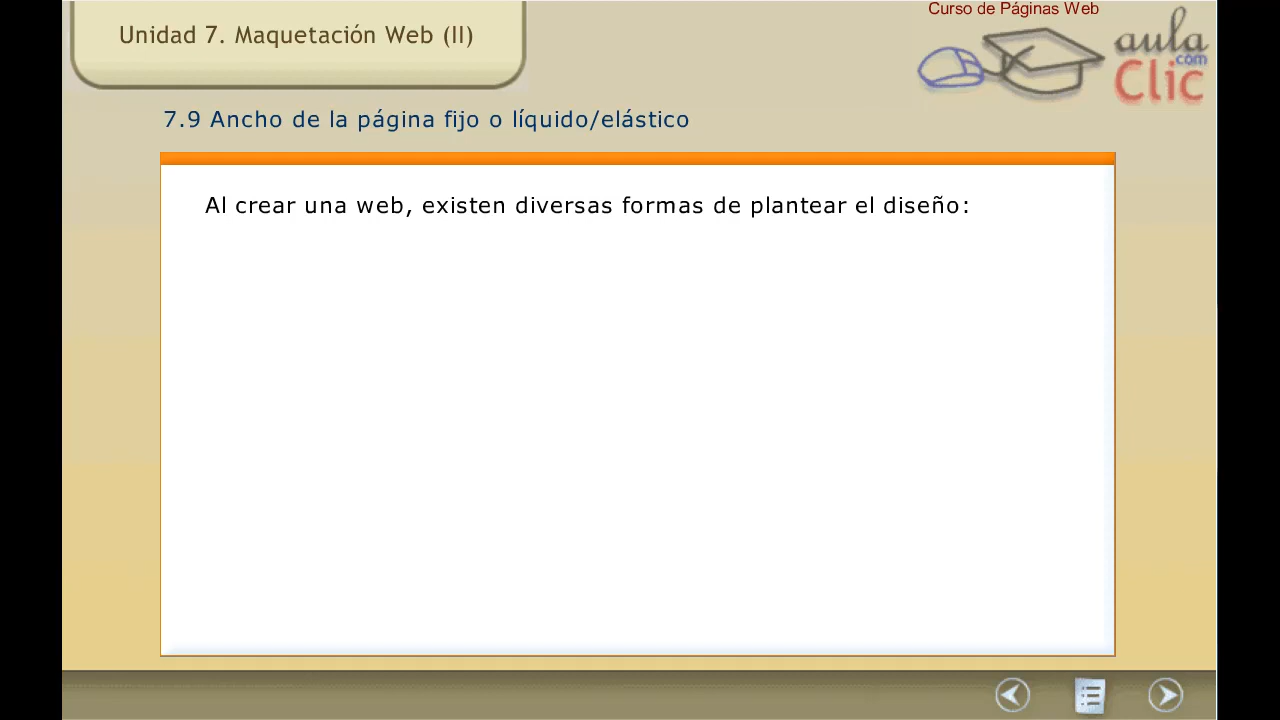 Curso de Páginas Web
Unidad 7. Maquetación Web (II)
aula
com
Clic
7.9 Ancho de la página fijo o líquido/elástico
Al crear una web, existen diversas formas de plantear el diseño: